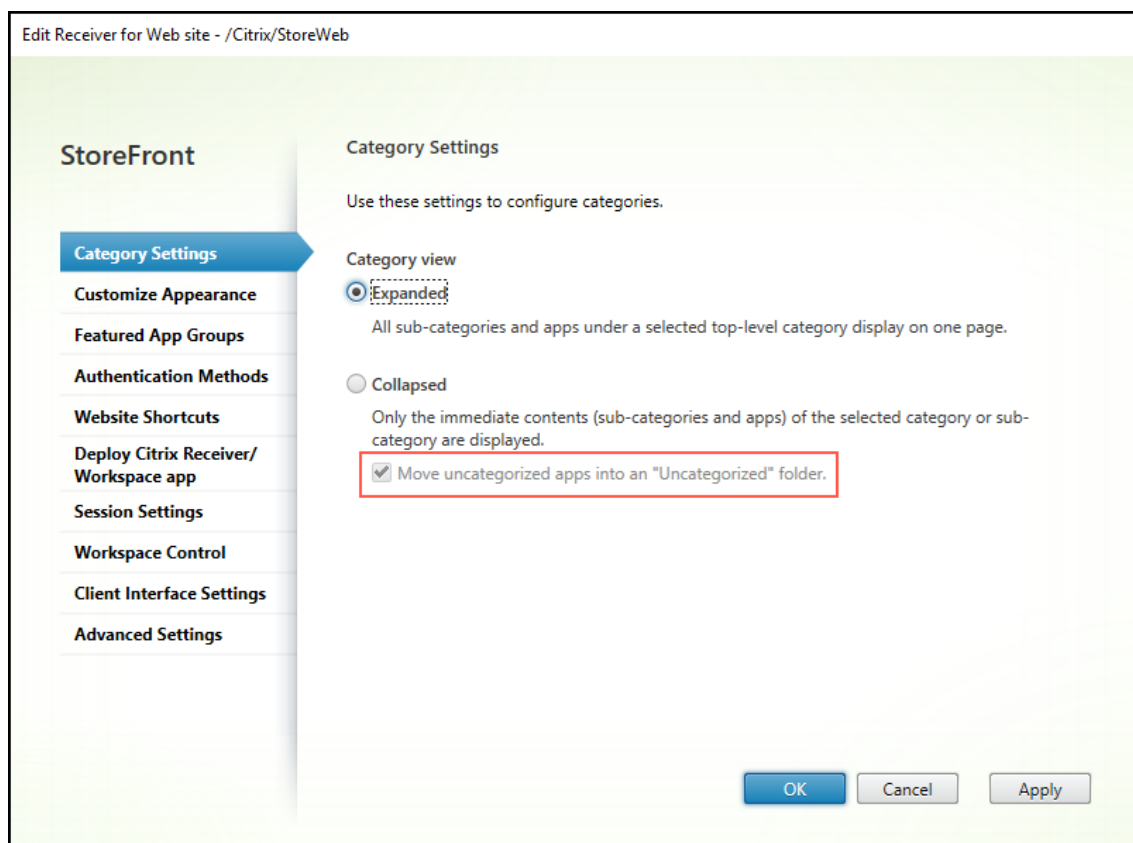 Edit Receiver for Web site - /Citrix/StoreWeb
StoreFront
Category Settings
Customize Appearance
Featured App Groups
Authentication Methods
Website Shortcuts
Deploy Citrix Receiver/
Workspace app
Session Settings
Workspace Control
Client Interface Settings
Advanced Settings
Category Settings
Use these settings to configure categories.
Category view
Expanded
All sub-categories and apps under a selected top-level category display on one page.
Collapsed
Only the immediate contents (sub-categories and apps) of the selected category or sub-
category are displayed.
Move uncategorized apps into an "Uncategorized" folder.
OK
Cancel
Apply